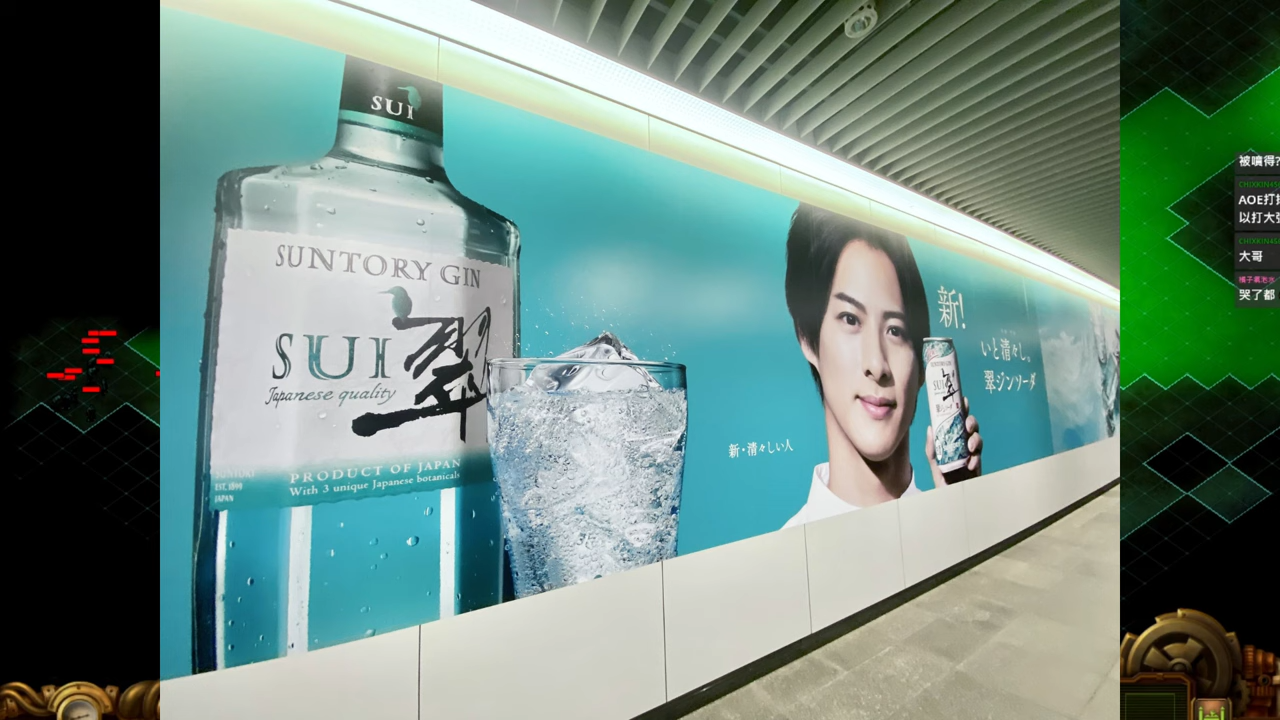 SUI
SUNTORY GIN
SUI 翠
Japanese quality
PRODUCT OF JAPAN
With 3 unique Japanese botanicals
EST. 1899
JAPAN
新・清々しい人
新!
いと清々し。
翠ジンソーダ
SUI 翠
被噴得?
大哥
哭了都
AOE打
以打大